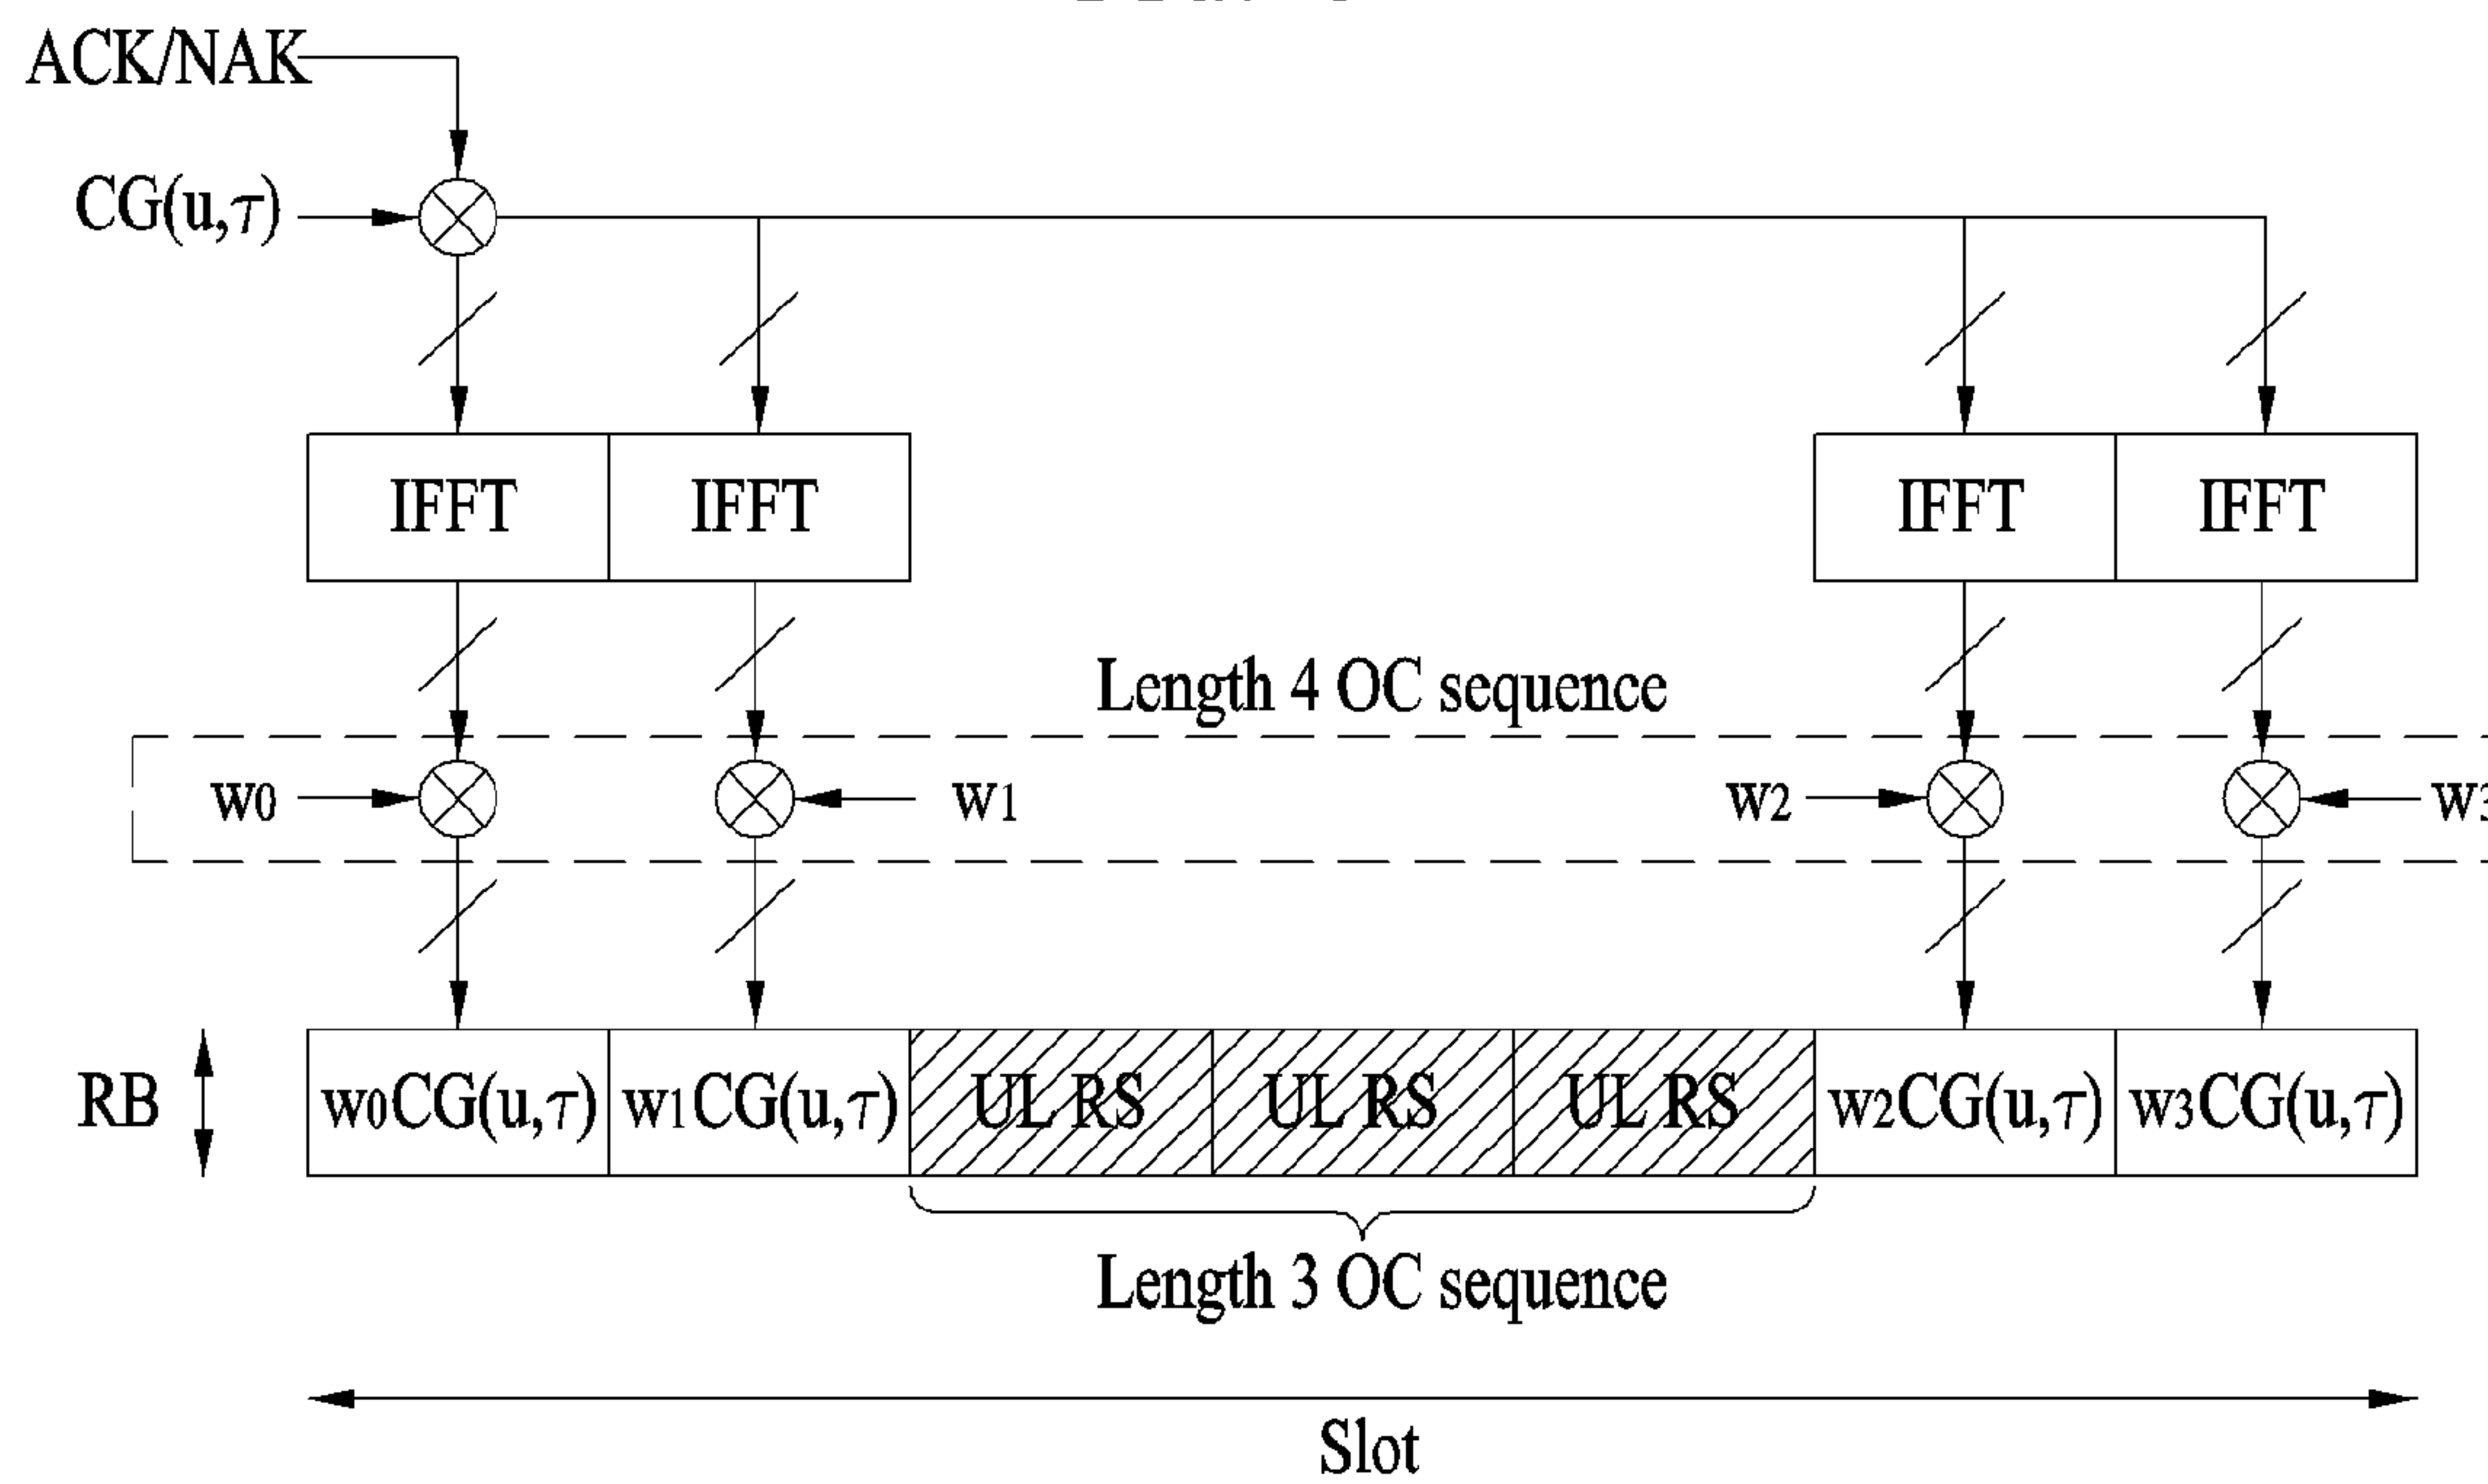 ACK/NAK
CG(u,τ)
IFFT IFFT IFFT IFFT
Length 4 OC sequence
w0 w1 w2 w3
RB w0CG(u,τ) w1CG(u,τ) UL RS UL RS UL RS w2CG(u,τ) w3CG(u,τ)
Length 3 OC sequence
Slot